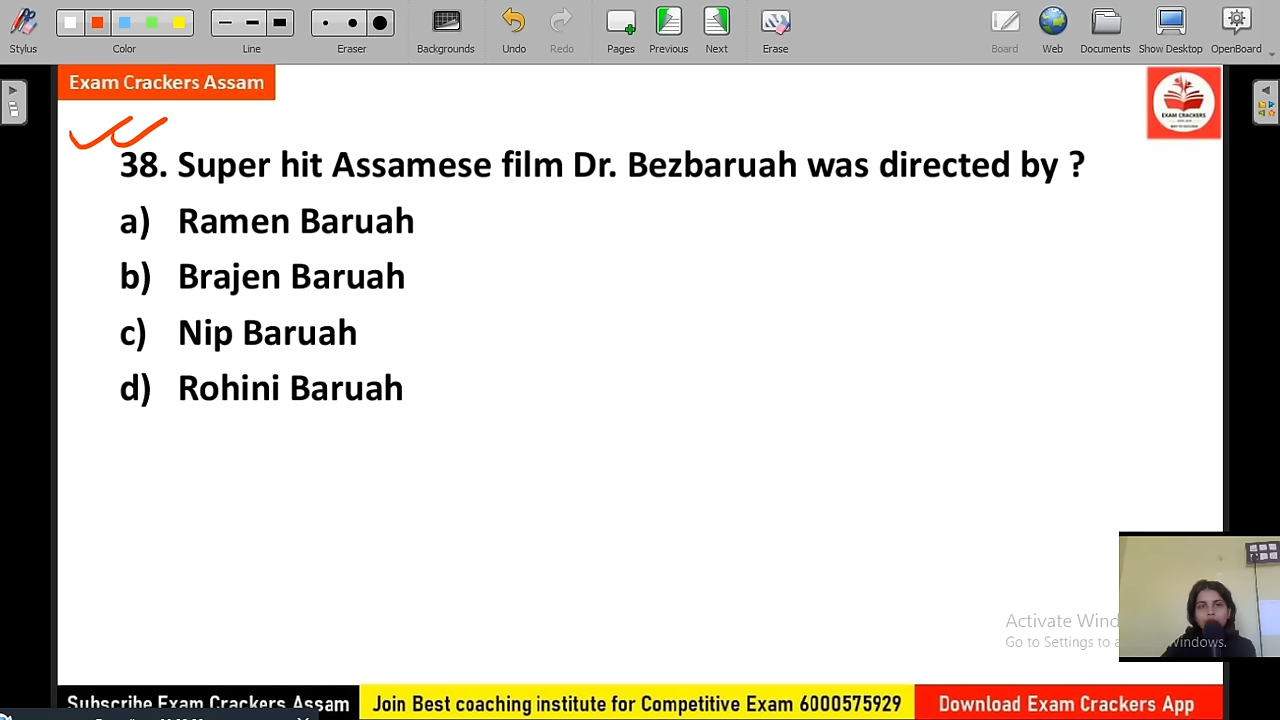 Stylus
Color
Line
Eraser
Backgrounds
Undo
Redo
Pages
Previous
Next
Erase
Board
Web
Documents
Show Desktop
OpenBoard
Exam Crackers Assam
EXAM CRACKERS
38. Super hit Assamese film Dr. Bezbaruah was directed by ?
a) Ramen Baruah
b) Brajen Baruah
c) Nip Baruah
d) Rohini Baruah
Activate Wind
Go to Settings to a Windows.
Subscribe Exam Crackers Assam
Join Best coaching institute for Competitive Exam 6000575929
Download Exam Crackers App